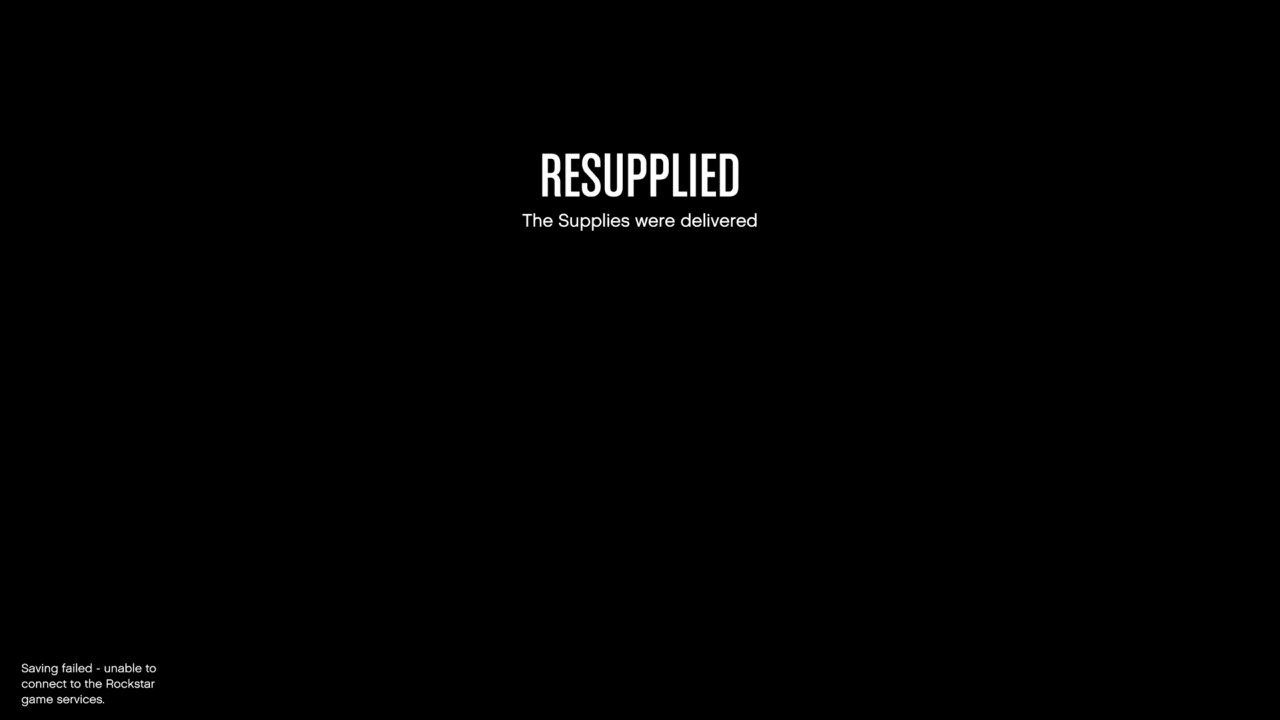 RESUPPLIED
The Supplies were delivered
Saving failed - unable to
connect to the Rockstar
game services.